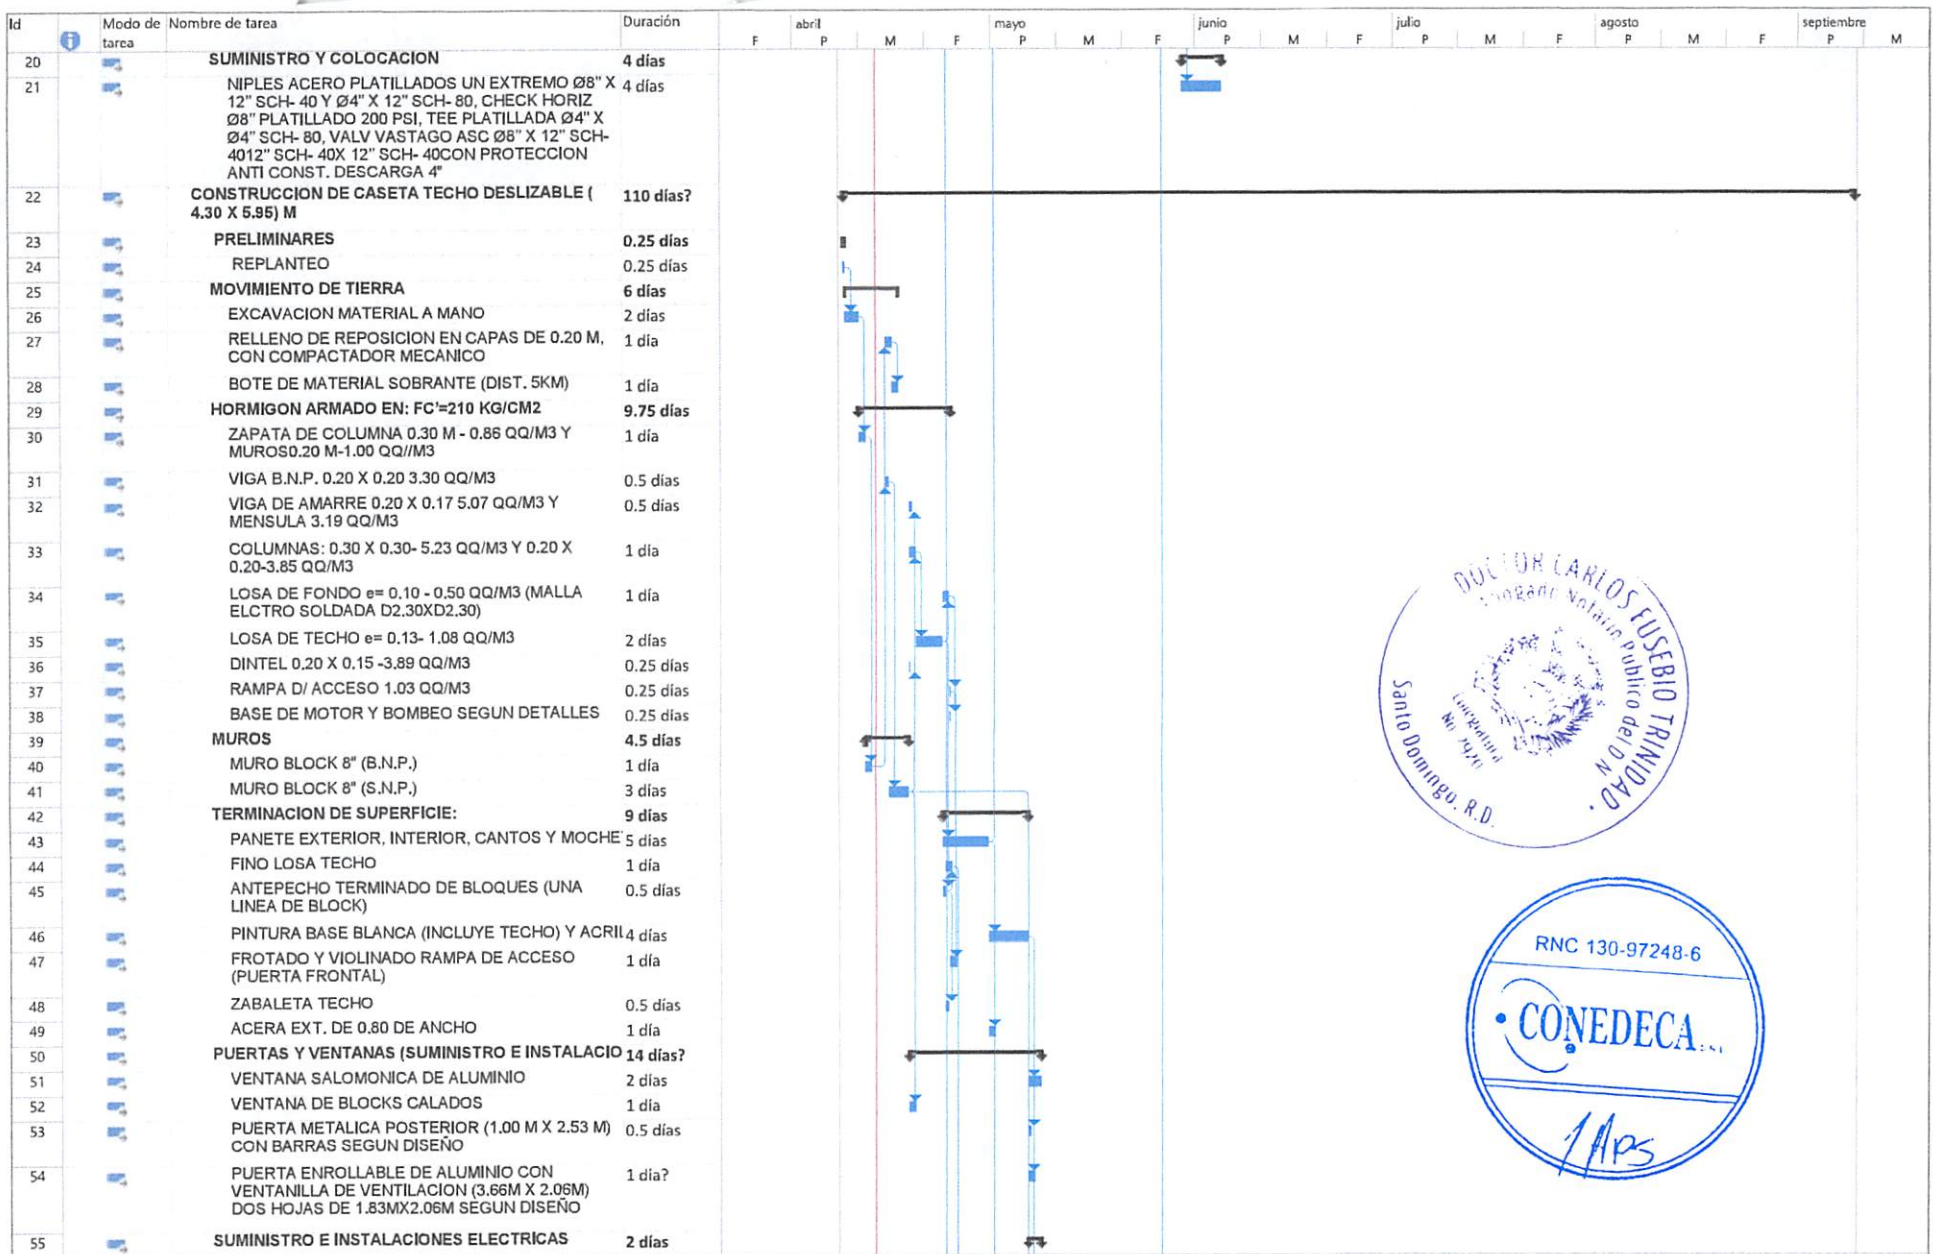 Id Modo de Nombre de tarea Duración abril mayo junio julio agosto septiembre
tarea F P M F P M F P M F P M F P M F P M
20 SUMINISTRO Y COLOCACION 4 días
21 NIPLES ACERO PLATILLADOS UN EXTREMO Ø8" X 4 días
12" SCH- 40 Y Ø4" X 12" SCH- 80, CHECK HORIZ
Ø8" PLATILLADO 200 PSI, TEE PLATILLADA Ø4" X
Ø4" SCH- 80, VALV VASTAGO ASC Ø8" X 12" SCH-
4012" SCH- 40X 12" SCH- 40CON PROTECCION
ANTI CONST. DESCARGA 4"
22 CONSTRUCCION DE CASETA TECHO DESLIZABLE ( 110 días?
4.30 X 5.95) M
23 PRELIMINARES 0.25 días
24 REPLANTEO 0.25 días
25 MOVIMIENTO DE TIERRA 6 días
26 EXCAVACION MATERIAL A MANO 2 días
27 RELLENO DE REPOSICION EN CAPAS DE 0.20 M, 1 día
CON COMPACTADOR MECANICO
28 BOTE DE MATERIAL SOBRANTE (DIST. 5KM) 1 día
29 HORMIGON ARMADO EN: FC'=210 KG/CM2 9.75 días
30 ZAPATA DE COLUMNA 0.30 M - 0.86 QQ/M3 Y 1 día
MUROS0.20 M-1.00 QQ//M3
31 VIGA B.N.P. 0.20 X 0.20 3.30 QQ/M3 0.5 días
32 VIGA DE AMARRE 0.20 X 0.17 5.07 QQ/M3 Y 0.5 días
MENSULA 3.19 QQ/M3
33 COLUMNAS: 0.30 X 0.30- 5.23 QQ/M3 Y 0.20 X 1 día
0.20-3.85 QQ/M3
34 LOSA DE FONDO e= 0.10 - 0.50 QQ/M3 (MALLA 1 día
ELCTRO SOLDADA D2.30XD2.30)
35 LOSA DE TECHO e= 0.13- 1.08 QQ/M3 2 días
36 DINTEL 0.20 X 0.15 -3.89 QQ/M3 0.25 días
37 RAMPA D/ ACCESO 1.03 QQ/M3 0.25 días
38 BASE DE MOTOR Y BOMBEO SEGUN DETALLES 0.25 días
39 MUROS 4.5 días
40 MURO BLOCK 8" (B.N.P.) 1 día
41 MURO BLOCK 8" (S.N.P.) 3 días
42 TERMINACION DE SUPERFICIE: 9 días
43 PANETE EXTERIOR, INTERIOR, CANTOS Y MOCHE 5 días
44 FINO LOSA TECHO 1 día
45 ANTEPECHO TERMINADO DE BLOQUES (UNA 0.5 días
LINEA DE BLOCK)
46 PINTURA BASE BLANCA (INCLUYE TECHO) Y ACRIL 4 días
47 FROTADO Y VIOLINADO RAMPA DE ACCESO 1 día
(PUERTA FRONTAL)
48 ZABALETA TECHO 0.5 días
49 ACERA EXT. DE 0.80 DE ANCHO 1 día
50 PUERTAS Y VENTANAS (SUMINISTRO E INSTALACIO 14 días?
51 VENTANA SALOMONICA DE ALUMINIO 2 días
52 VENTANA DE BLOCKS CALADOS 1 día
53 PUERTA METALICA POSTERIOR (1.00 M X 2.53 M) 0.5 días
CON BARRAS SEGUN DISEÑO
54 PUERTA ENROLLABLE DE ALUMINIO CON 1 día?
VENTANILLA DE VENTILACION (3.66M X 2.06M)
DOS HOJAS DE 1.83MX2.06M SEGUN DISEÑO
55 SUMINISTRO E INSTALACIONES ELECTRICAS 2 días
DOCTOR CARLOS EUSEBIO TRINIDAD
Abogado Notario Publico del D N
Santo Domingo, R.D.
RNC 130-97248-6
CONEDECA